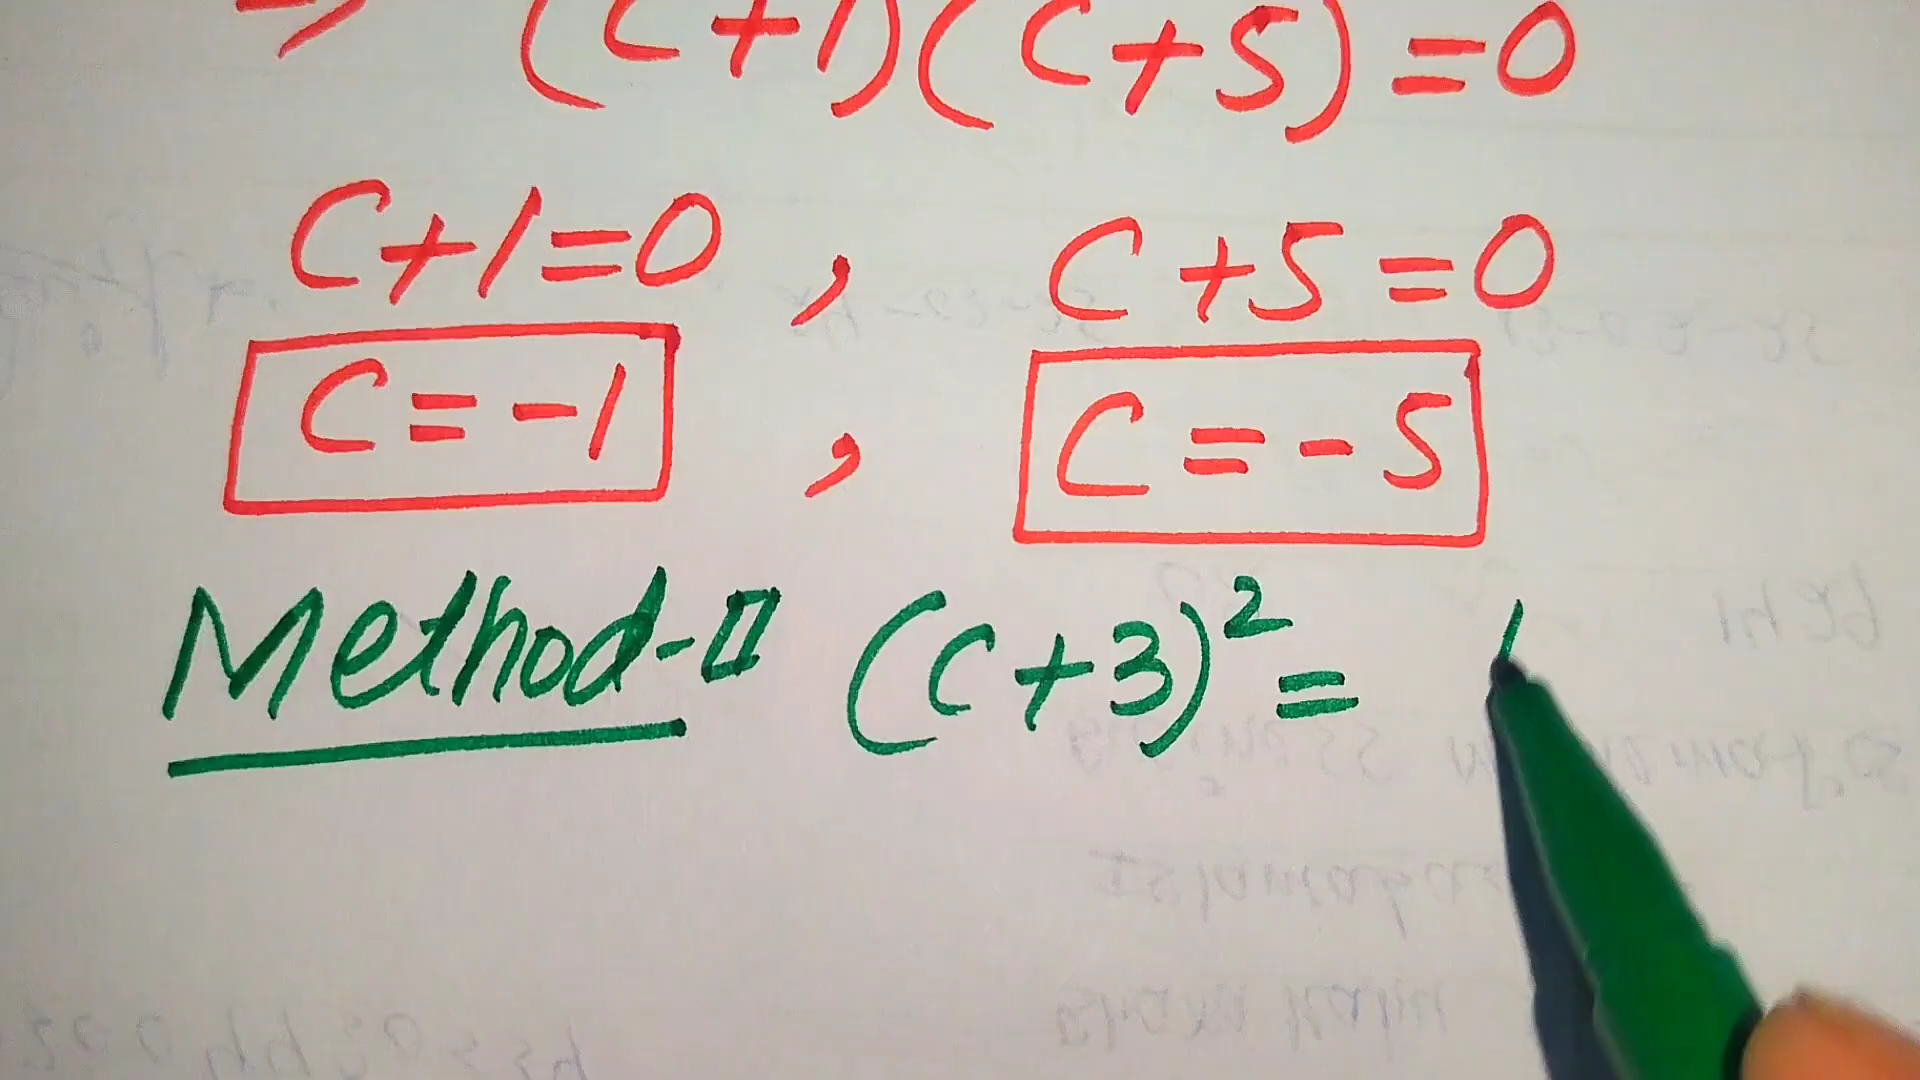 ⇒ (C+1)(C+5)=0
C+1=0 , C+5=0
C=-1 , C=-5
Method-II (C+3)²=